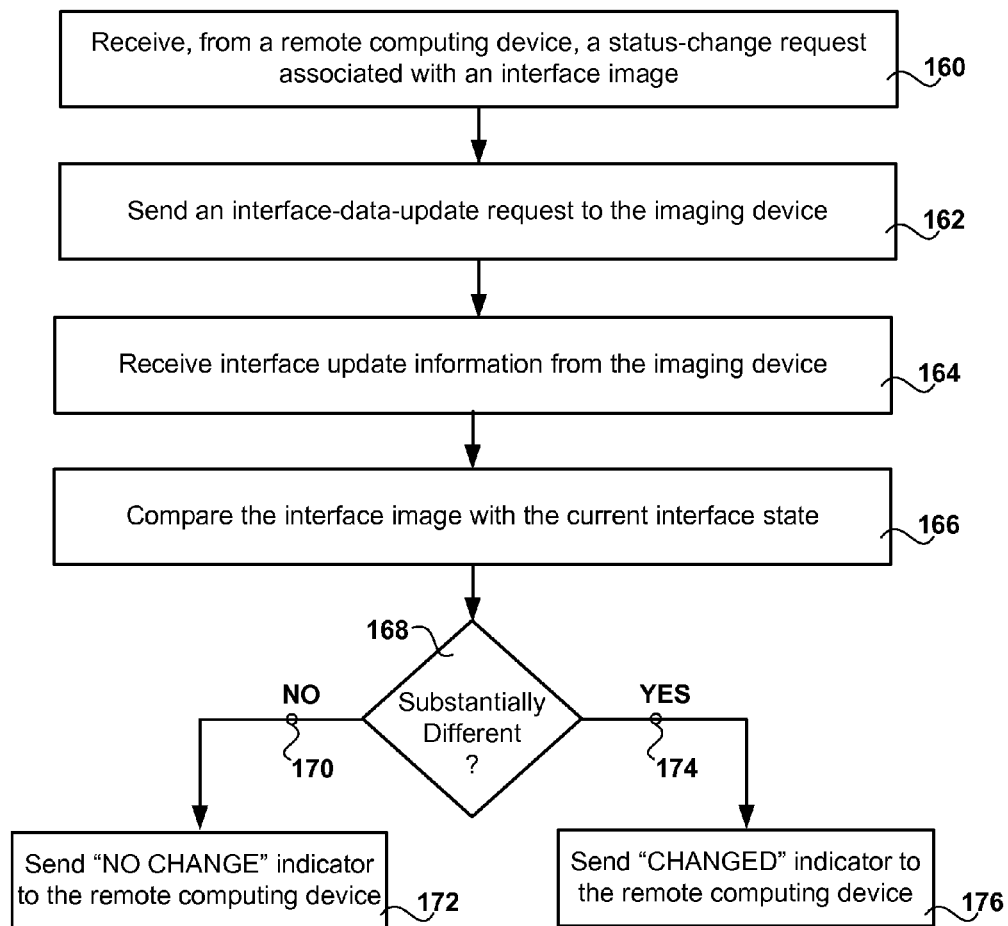 Receive, from a remote computing device, a status-change request
associated with an interface image
160
Send an interface-data-update request to the imaging device
162
Receive interface update information from the imaging device
164
Compare the interface image with the current interface state
166
168
Substantially
Different
?
NO
170
YES
174
Send “NO CHANGE” indicator
to the remote computing device
172
Send “CHANGED” indicator to
the remote computing device
176